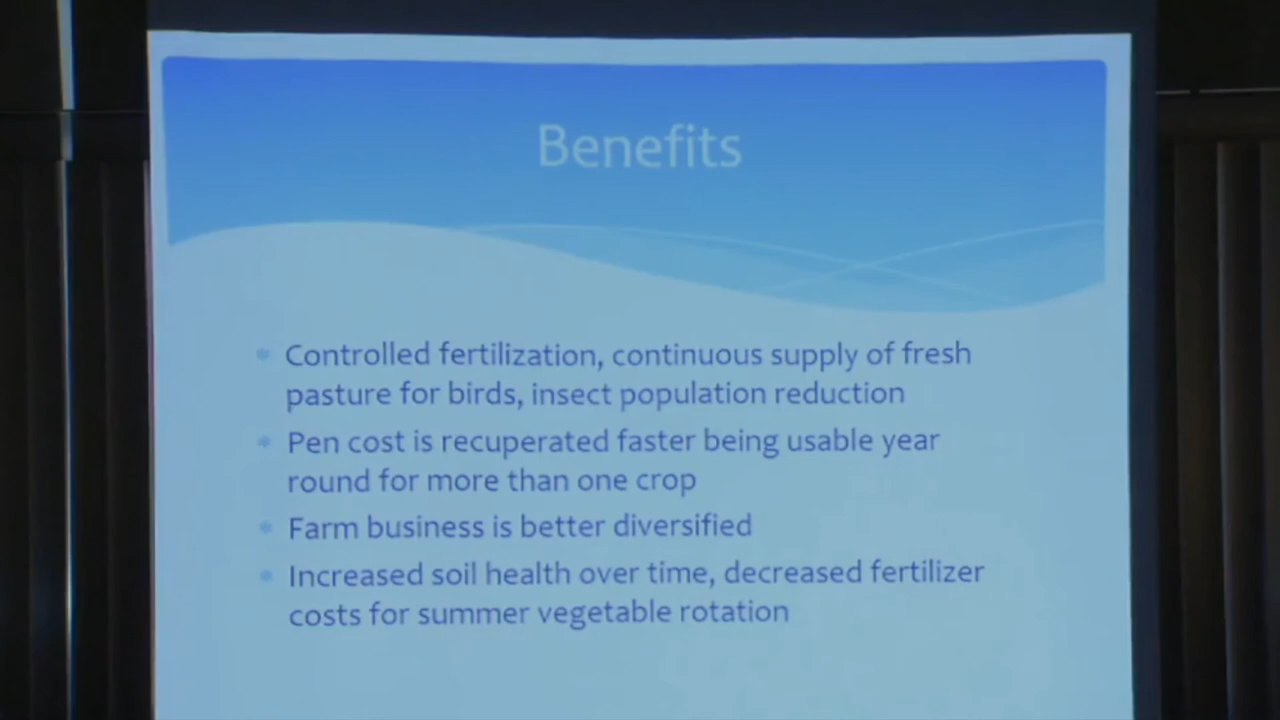 Benefits
* Controlled fertilization, continuous supply of fresh
pasture for birds, insect population reduction
* Pen cost is recuperated faster being usable year
round for more than one crop
* Farm business is better diversified
* Increased soil health over time, decreased fertilizer
costs for summer vegetable rotation